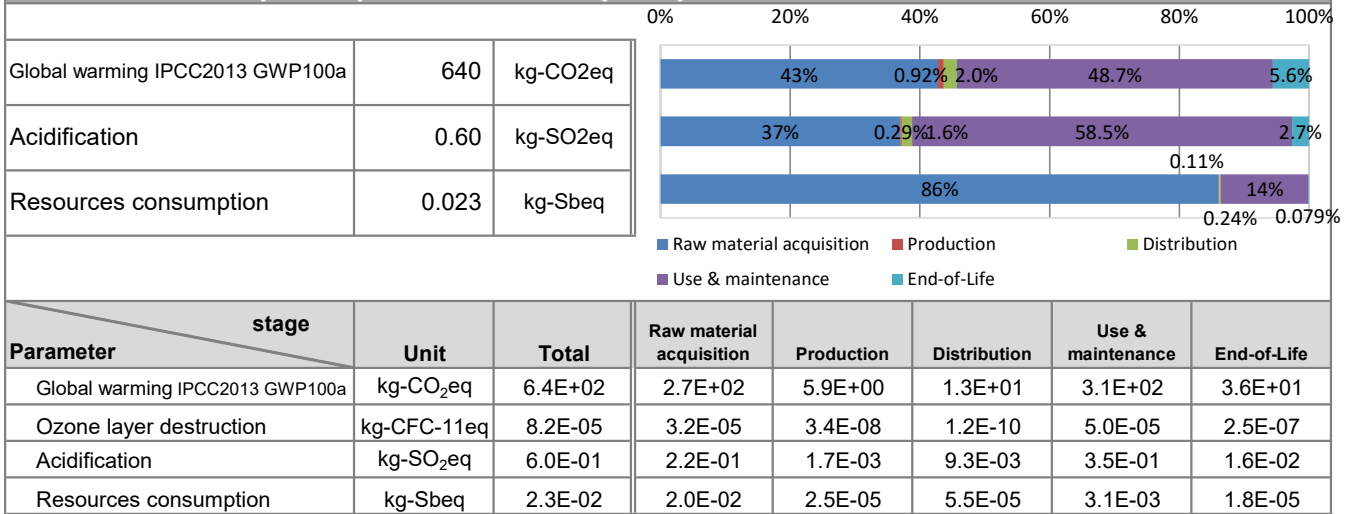 0% 20% 40% 60% 80% 100%
Global warming IPCC2013 GWP100a 640 kg-CO2eq 43% 0.92% 2.0% 48.7% 5.6%
Acidification 0.60 kg-SO2eq 37% 0.29% 1.6% 58.5% 2.7%
0.11%
Resources consumption 0.023 kg-Sbeq 86% 14%
0.24% 0.079%
Raw material acquisition Production Distribution
Use & maintenance End-of-Life
stage
Parameter Unit Total Raw material acquisition Production Distribution Use & maintenance End-of-Life
Global warming IPCC2013 GWP100a kg-CO₂eq 6.4E+02 2.7E+02 5.9E+00 1.3E+01 3.1E+02 3.6E+01
Ozone layer destruction kg-CFC-11eq 8.2E-05 3.2E-05 3.4E-08 1.2E-10 5.0E-05 2.5E-07
Acidification kg-SO₂eq 6.0E-01 2.2E-01 1.7E-03 9.3E-03 3.5E-01 1.6E-02
Resources consumption kg-Sbeq 2.3E-02 2.0E-02 2.5E-05 5.5E-05 3.1E-03 1.8E-05